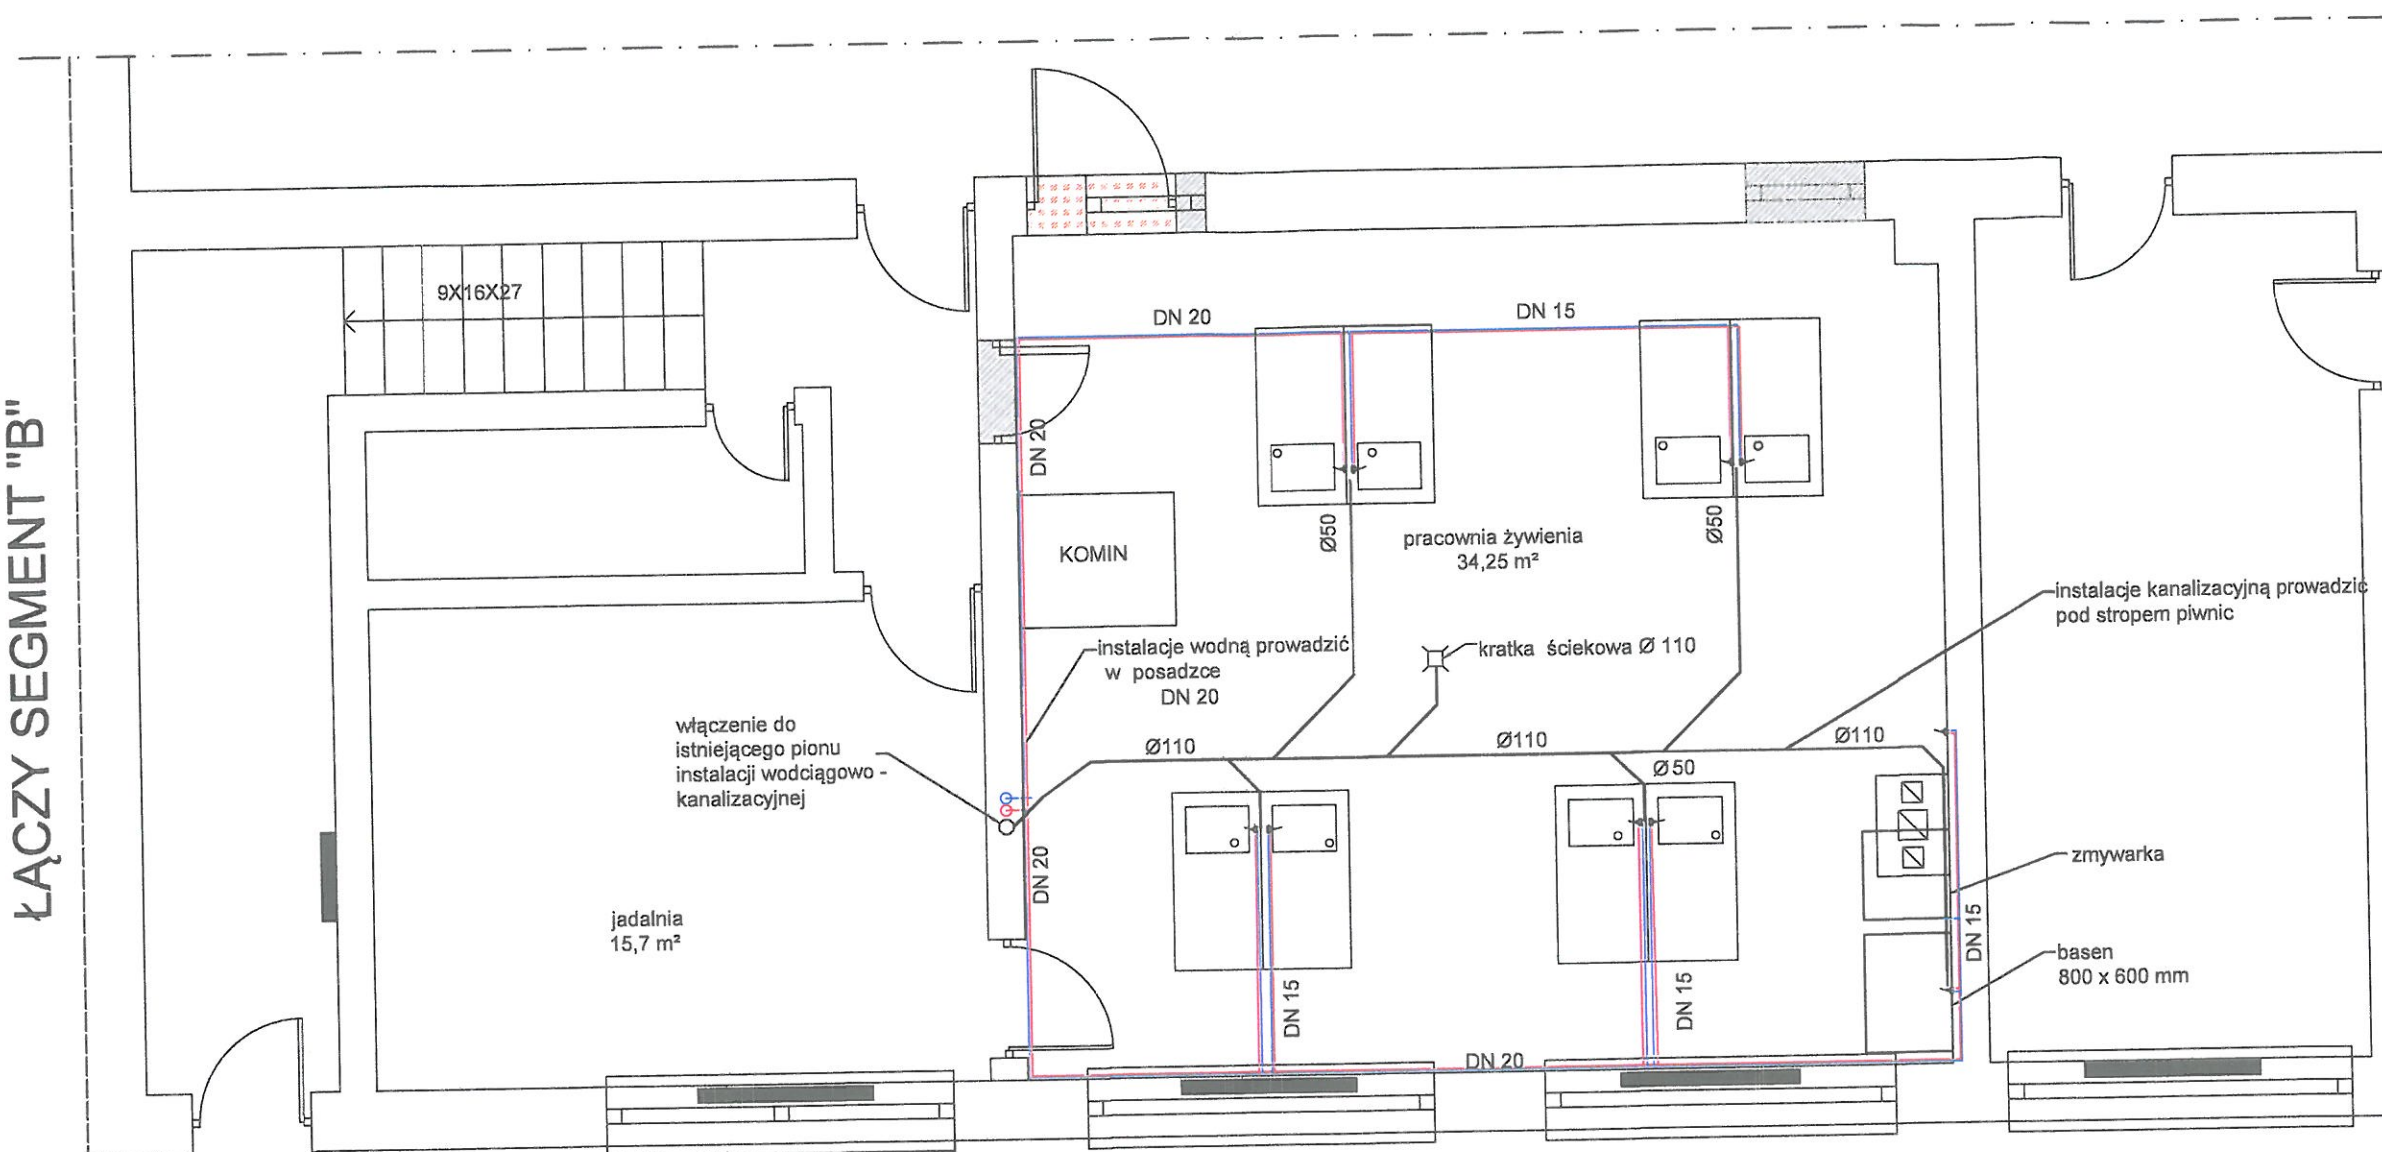 ŁĄCZY SEGMENT "B"
9X16X27
DN 20
DN 15
DN 20
KOMIN
Ø50
pracownia żywienia
34,25 m²
Ø50
instalacje kanalizacyjną prowadzić
pod stropem piwnic
instalacje wodną prowadzić
w posadzce
DN 20
kratka ściekowa Ø 110
włączenie do
istniejącego pionu
instalacji wodciągowo -
kanalizacyjnej
Ø110
Ø110
Ø110
Ø50
DN 20
zmywarka
jadalnia
15,7 m²
DN 15
basen
800 x 600 mm
DN 15
DN 15
DN 20